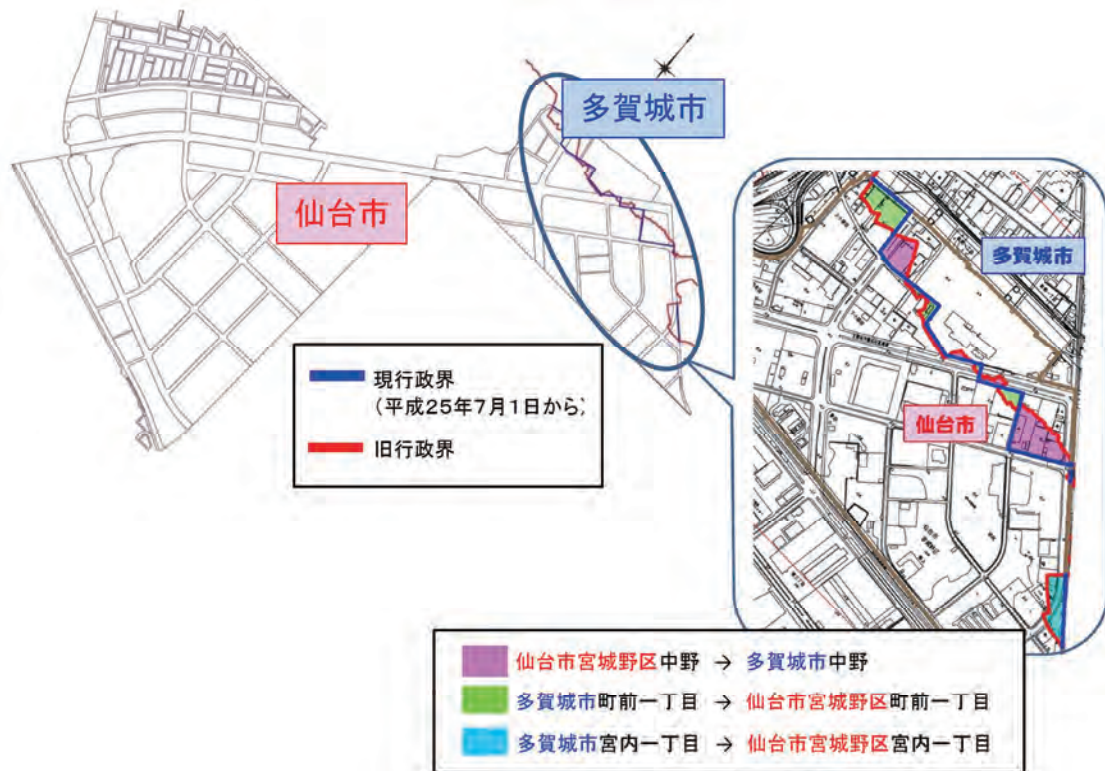 多賀城市
仙台市
多賀城市
仙台市
現行政界
(平成25年7月1日から)
旧行政界
仙台市宮城野区中野 → 多賀城市中野
多賀城市町前一丁目 → 仙台市宮城野区町前一丁目
多賀城市宮内一丁目 → 仙台市宮城野区宮内一丁目